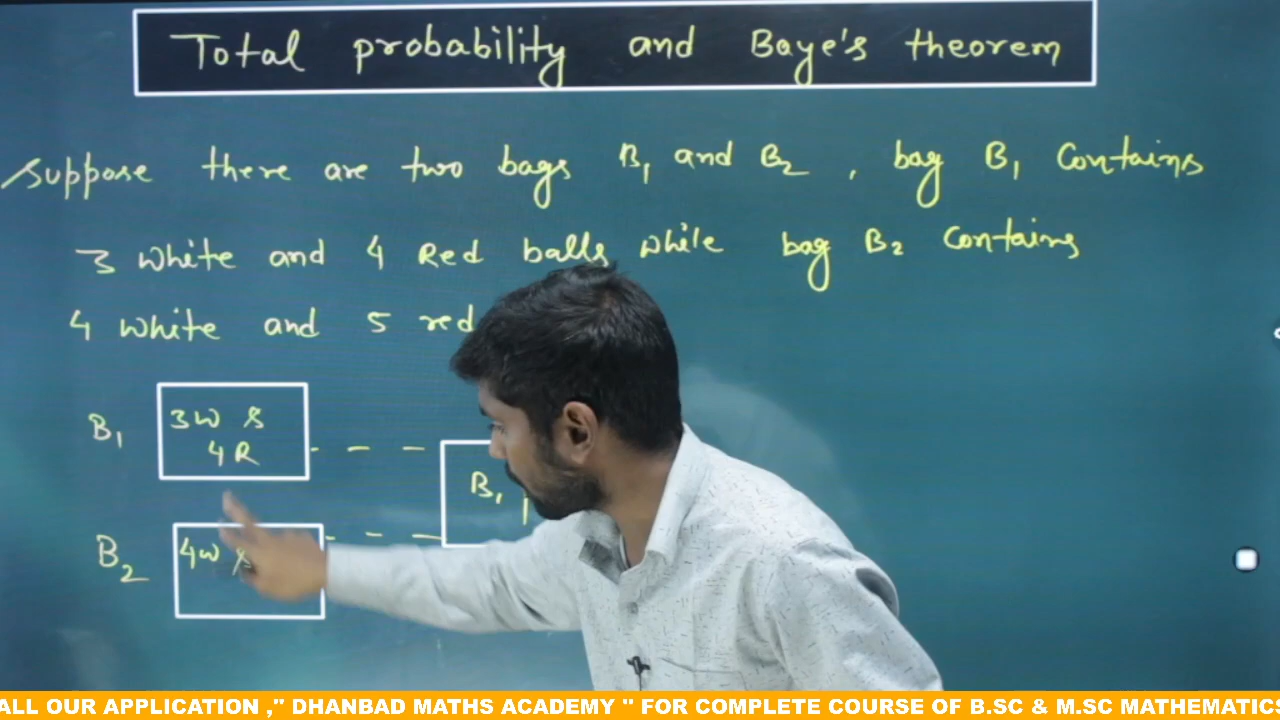 Total probability and Baye's theorem
Suppose there are two bags B1 and B2, bag B1 contains
3 white and 4 Red balls while bag B2 contains
4 white and 5 red
B1
3W &
4R
B1
B2
4W &
ALL OUR APPLICATION ," DHANBAD MATHS ACADEMY " FOR COMPLETE COURSE OF B.SC & M.SC MATHEMATICS